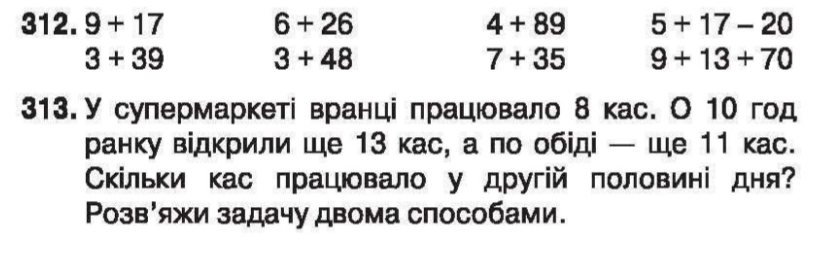 312. 9 + 17 6 + 26 4 + 89 5 + 17 – 20
3 + 39 3 + 48 7 + 35 9 + 13 + 70
313. У супермаркеті вранці працювало 8 кас. О 10 год
ранку відкрили ще 13 кас, а по обіді — ще 11 кас.
Скільки кас працювало у другій половині дня?
Розв’яжи задачу двома способами.